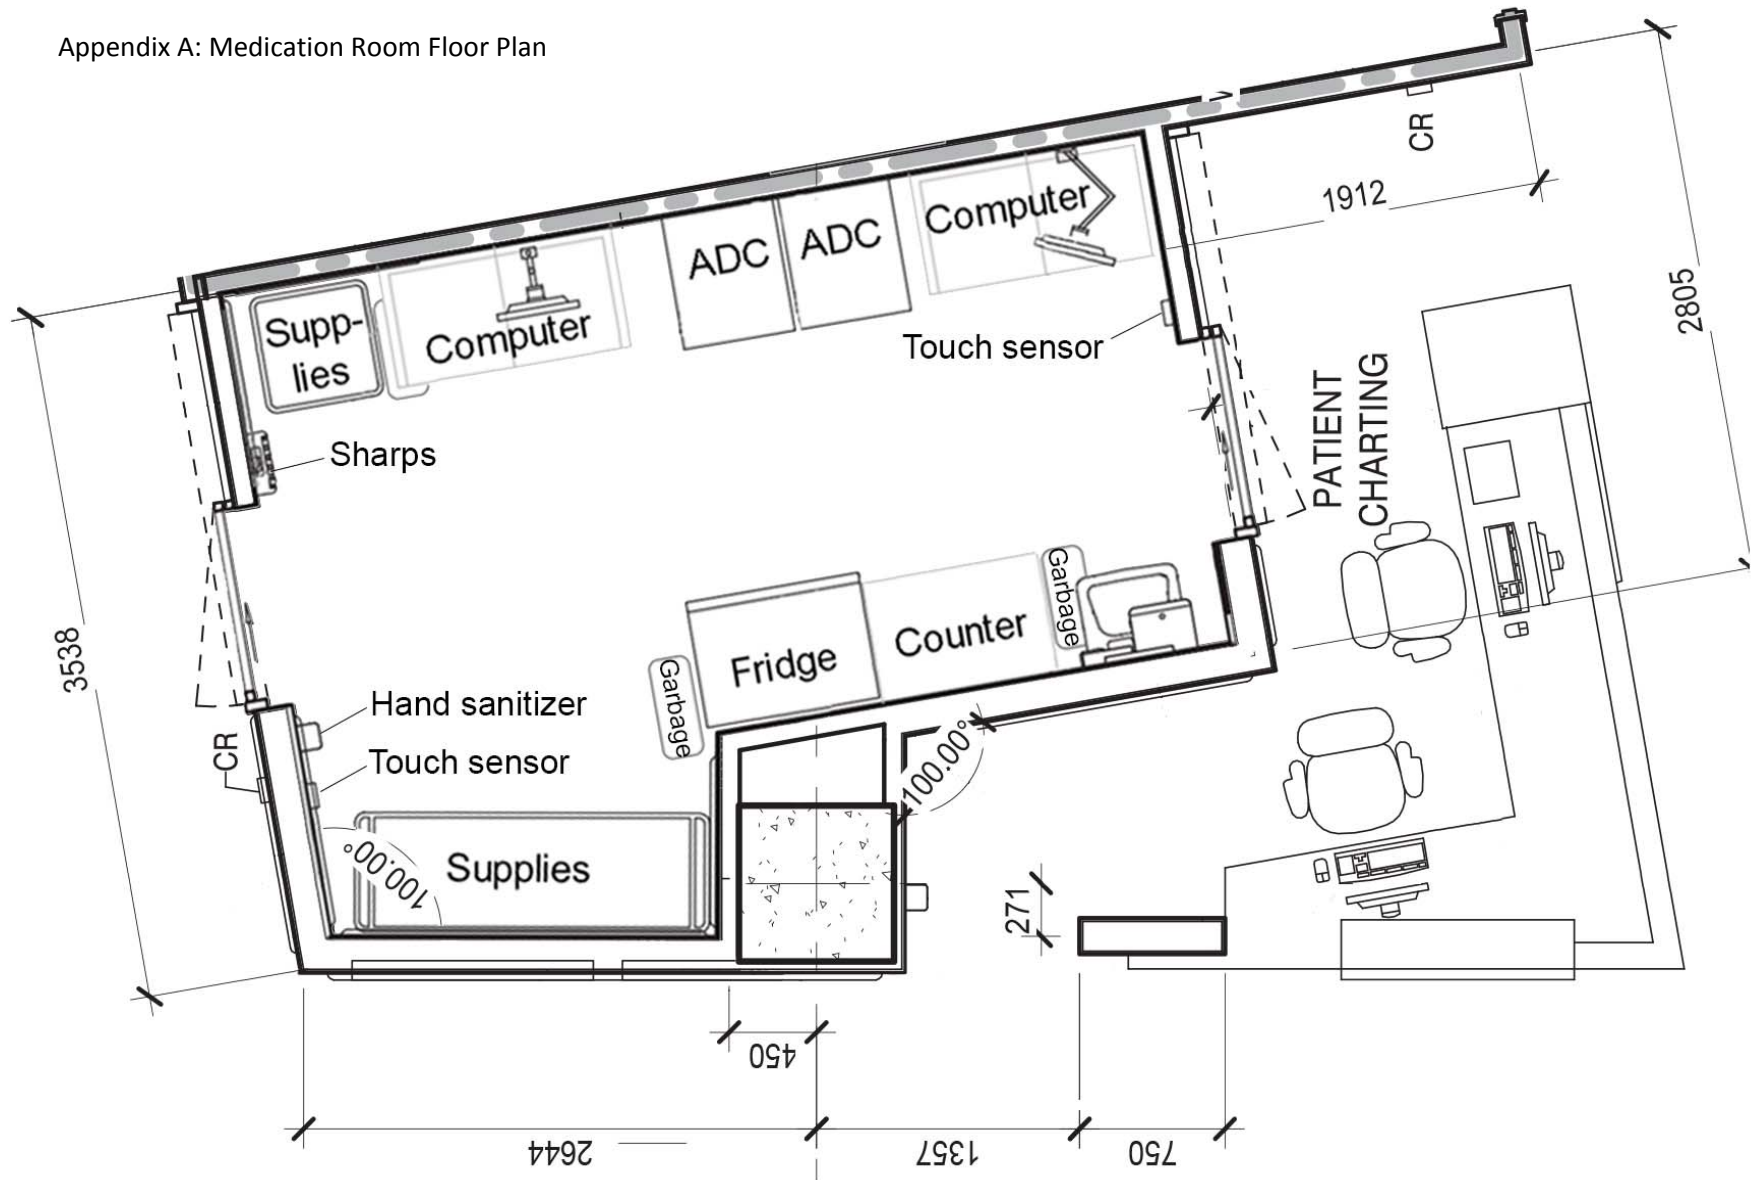 Appendix A: Medication Room Floor Plan
CR
1912
2805
Computer
ADC
ADC
Supp-
lies
Computer
Touch sensor
PATIENT
CHARTING
Sharps
Garbage
Counter
Fridge
Garbage
3538
Hand sanitizer
CR
Touch sensor
100.00°
Supplies
100.00°
271
450
2644
1357
750